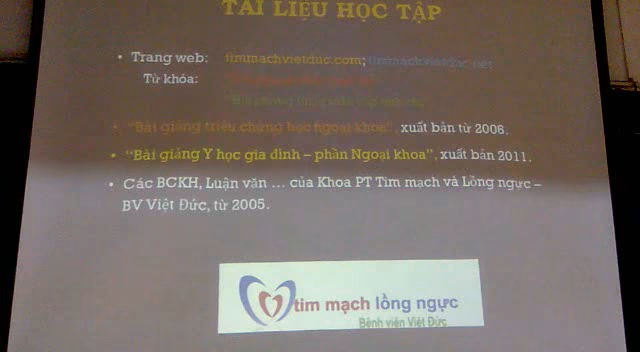 TÀI LIỆU HỌC TẬP
• Trang web: timmachvietduc.com; timmachvietduc.net
Từ khóa:
• "Bài giảng triệu chứng học ngoại khoa", xuất bản từ 2006.
• "Bài giảng Y học gia đình – phần Ngoại khoa", xuất bản 2011.
• Các BCKH, Luận văn ... của Khoa PT Tim mạch và Lồng ngực –
BV Việt Đức, từ 2005.
tim mạch lồng ngực
Bệnh viện Việt Đức